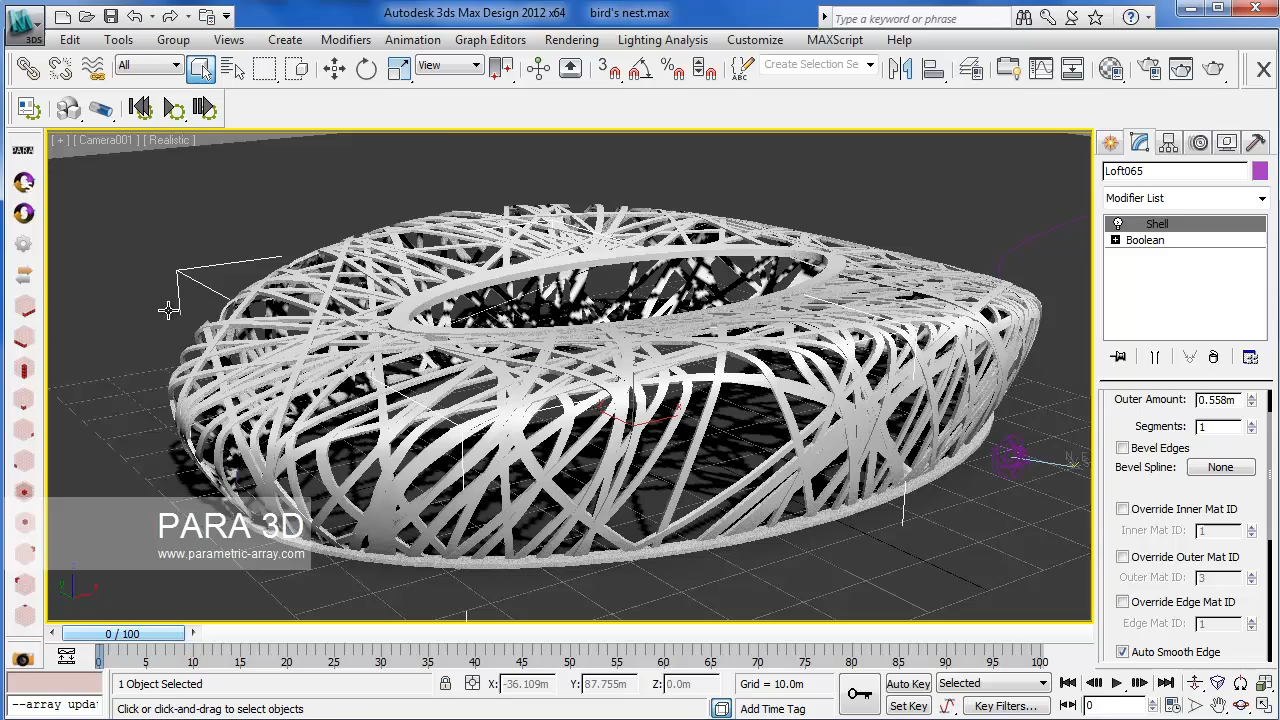 Autodesk 3ds Max Design 2012 x64 bird's nest.max
Type a keyword or phrase
3DS
Edit Tools Group Views Create Modifiers Animation Graph Editors Rendering Lighting Analysis Customize MAXScript Help
All
View
3
ABC
Create Selection Se
[ + ] [ Camera001 ] [ Realistic ]
PARA
Loft065
Modifier List
Shell
Boolean
Outer Amount: 0.558m
Segments: 1
Bevel Edges
Bevel Spline: None
Override Inner Mat ID
Inner Mat ID: 1
Override Outer Mat ID
Outer Mat ID: 3
Override Edge Mat ID
Edge Mat ID: 1
Auto Smooth Edge
PARA 3D
www.parametric-array.com
0 / 100
0 5 10 15 20 25 30 35 40 45 50 55 60 65 70 75 80 85 90 95 100
1 Object Selected
X: -36.109m Y: 87.755m Z: 0.0m
Grid = 10.0m
Auto Key
Selected
--array upda
Click or click-and-drag to select objects
Add Time Tag
Set Key
Key Filters...
0